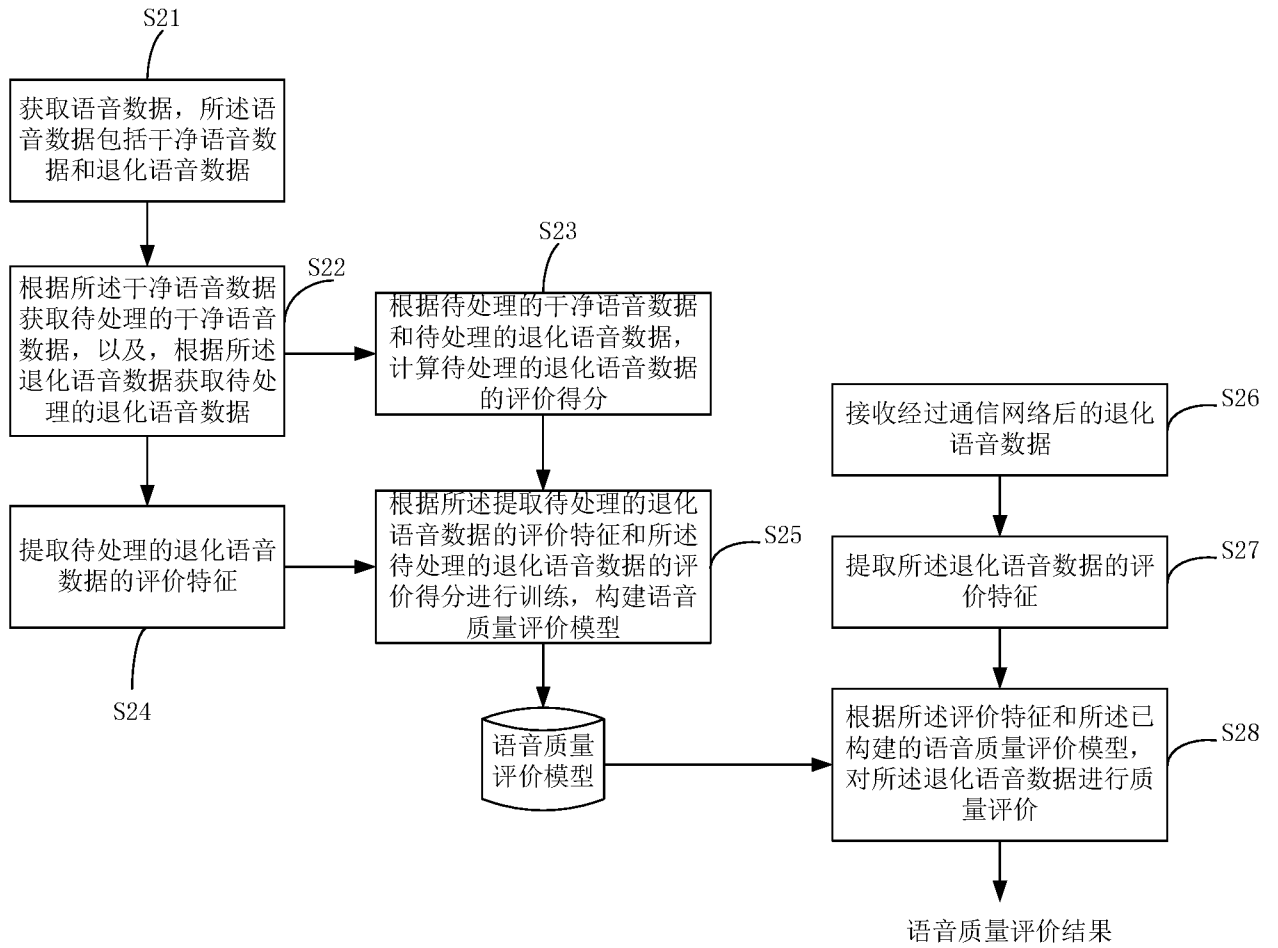 S21
获取语音数据，所述语
音数据包括干净语音数
据和退化语音数据
S22
根据所述干净语音数据
获取待处理的干净语音
数据，以及，根据所述
退化语音数据获取待处
理的退化语音数据
S23
根据待处理的干净语音数据
和待处理的退化语音数据，
计算待处理的退化语音数据
的评价得分
提取待处理的退化语音
数据的评价特征
S24
根据所述提取待处理的退化
语音数据的评价特征和所述
待处理的退化语音数据的评
价得分进行训练，构建语音
质量评价模型
S25
语音质量
评价模型
接收经过通信网络后的退化
语音数据
S26
提取所述退化语音数据的评
价特征
S27
根据所述评价特征和所述已
构建的语音质量评价模型，
对所述退化语音数据进行质
量评价
S28
语音质量评价结果